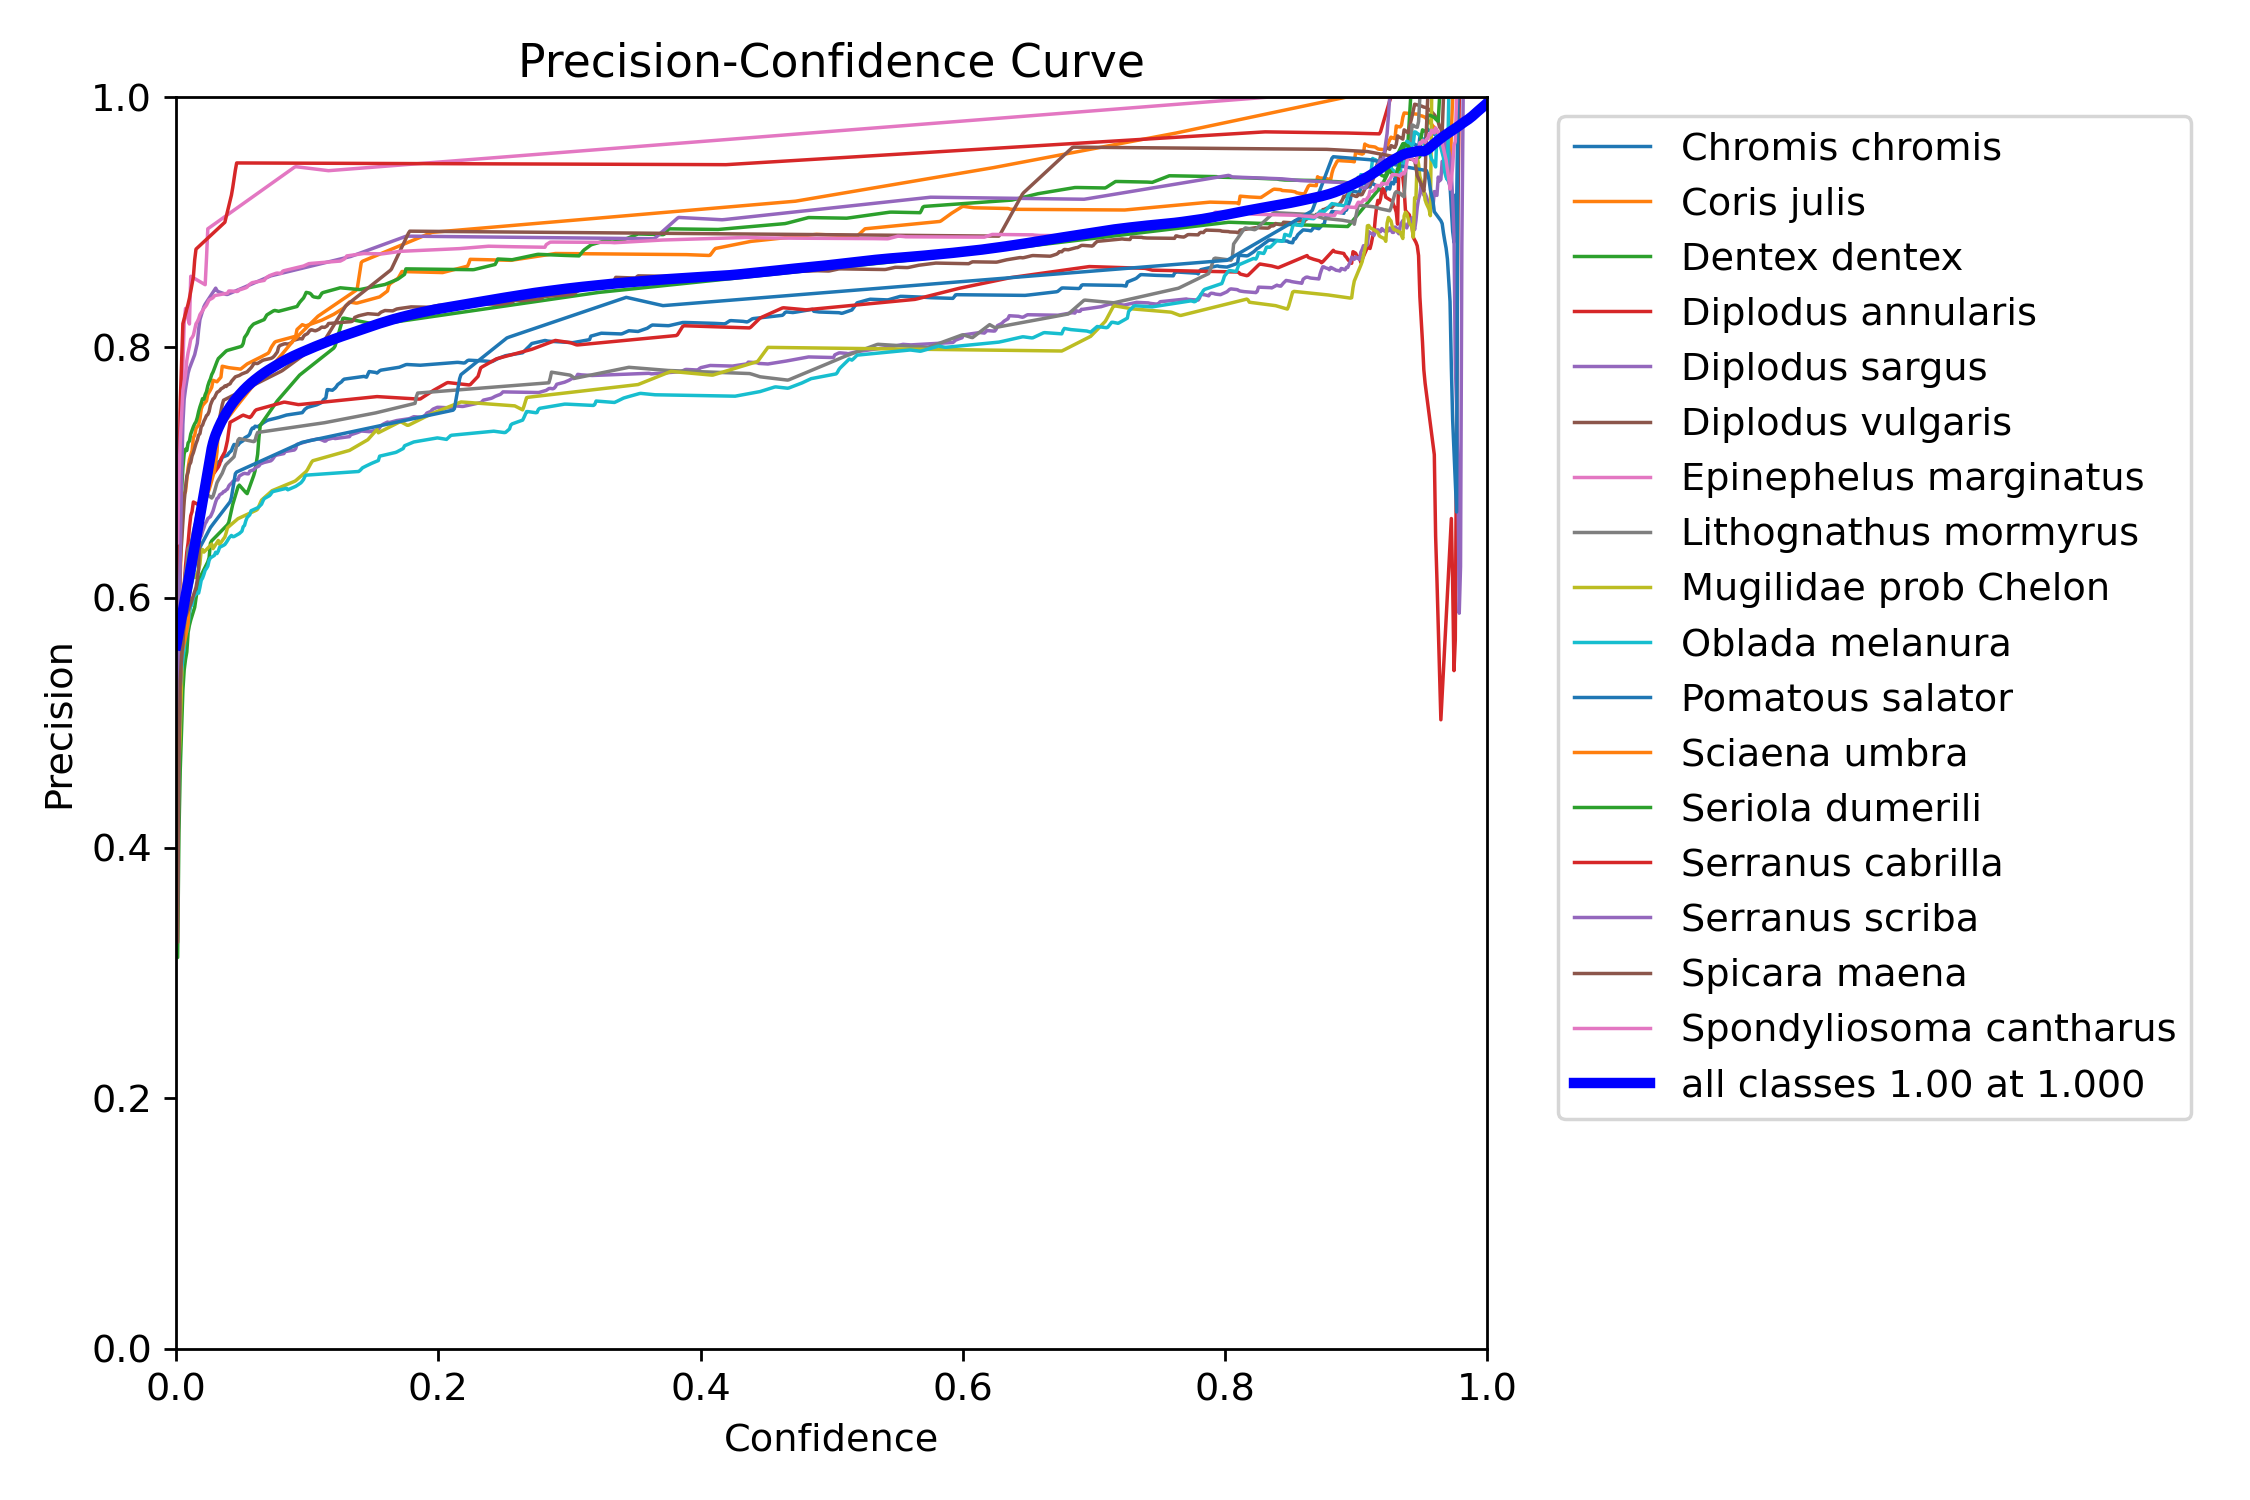 Precision-Confidence Curve
1.0
0.8
0.6
0.4
0.2
0.0
Precision
0.0 0.2 0.4 0.6 0.8 1.0
Confidence
Chromis chromis
Coris julis
Dentex dentex
Diplodus annularis
Diplodus sargus
Diplodus vulgaris
Epinephelus marginatus
Lithognathus mormyrus
Mugilidae prob Chelon
Oblada melanura
Pomatous salator
Sciaena umbra
Seriola dumerili
Serranus cabrilla
Serranus scriba
Spicara maena
Spondyliosoma cantharus
all classes 1.00 at 1.000